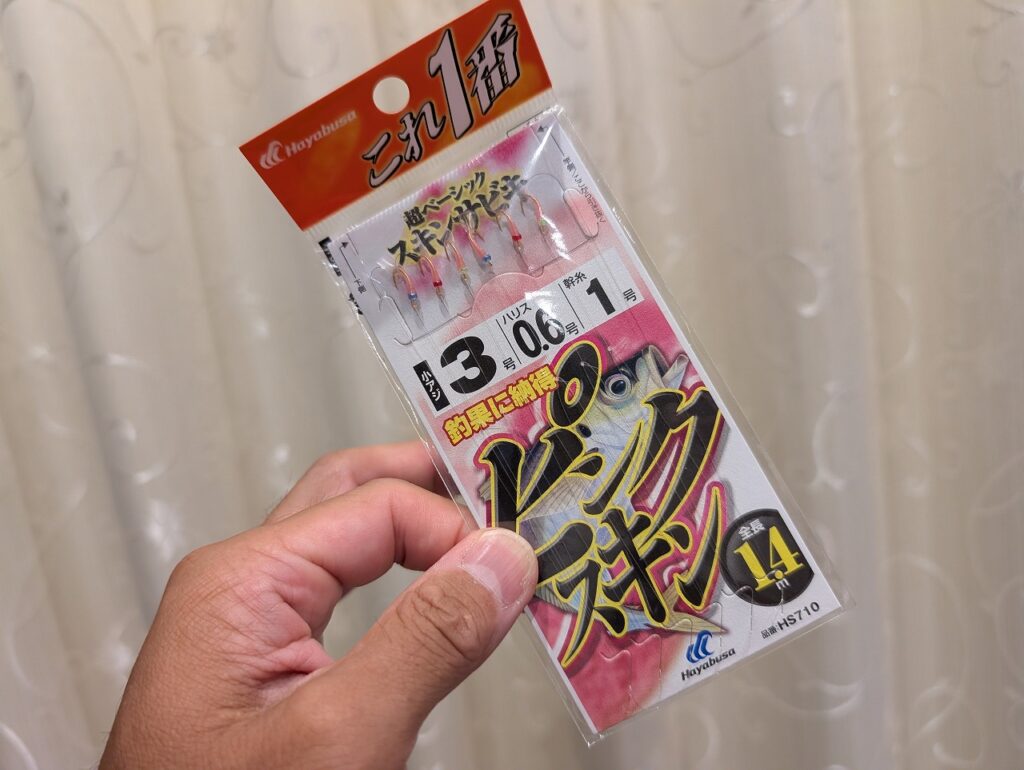 これ1番
Hayabusa
超ベーシック
スキンサビキ
下側
小アジ 3号 ハリス 0.6号 幹糸 1号
釣果に納得
ピンク
スキン
全長
1.4m
品番:HS710
Hayabusa